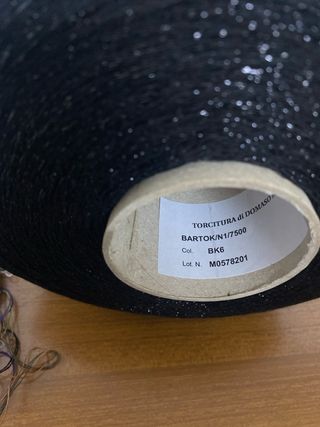 TORCITURA di DOMASO
BARTOK/N1/7500
Col. BK6
Lot. N. M0578201